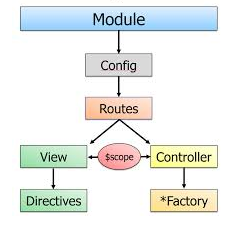 Module
Config
Routes
View
$scope
Controller
Directives
*Factory